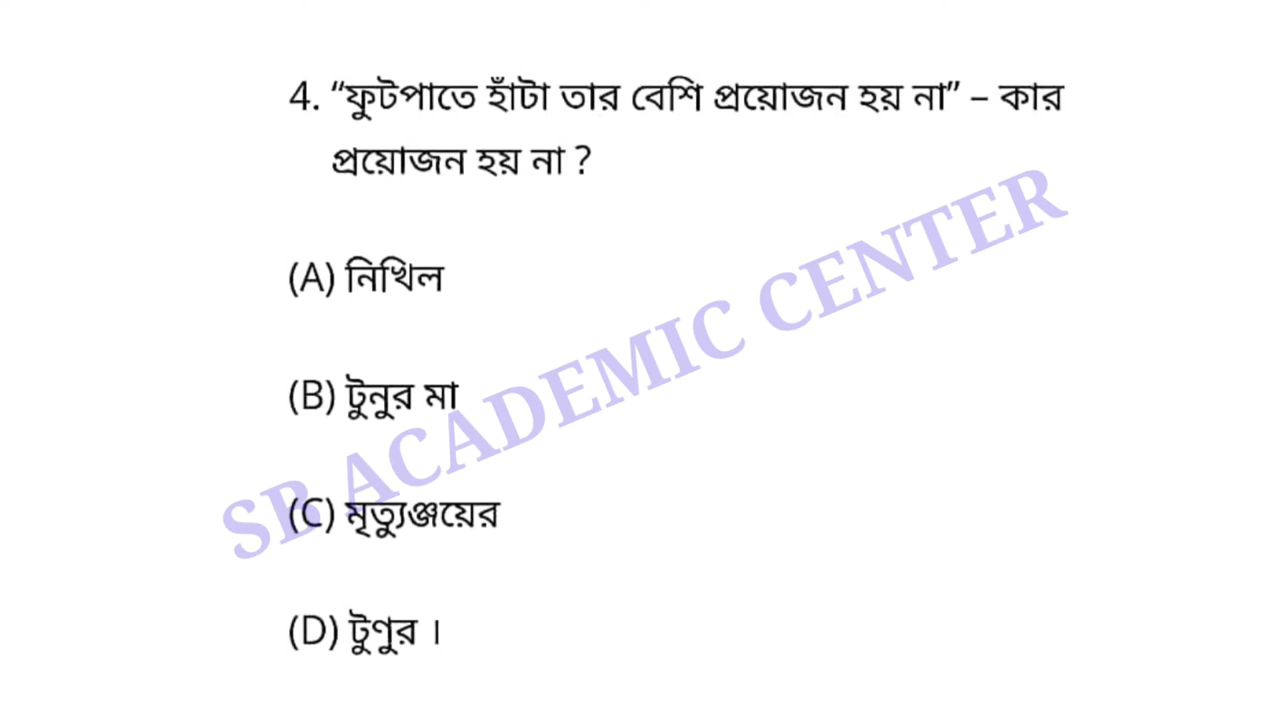 4. “ফুটপাতে হাঁটা তার বেশি প্রয়োজন হয় না” – কার
প্রয়োজন হয় না ?
(A) নিখিল
(B) টুনুর মা
(C) মৃত্যুঞ্জয়ের
(D) টুণুর ।
SB ACADEMIC CENTER